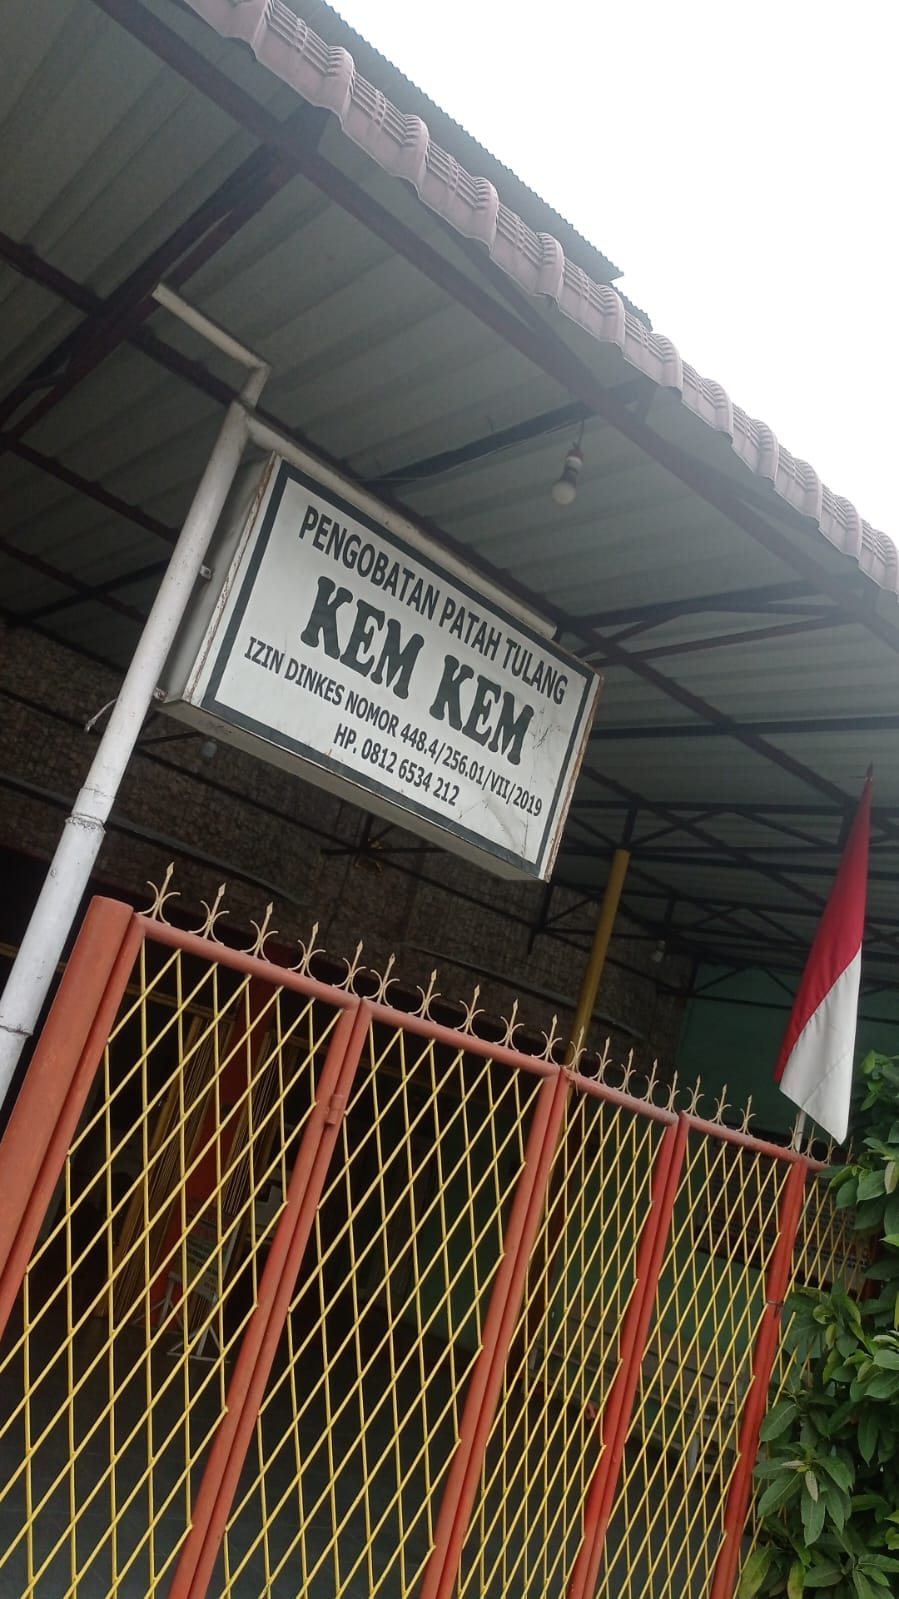 PENGOBATAN PATAH TULANG
KEM KEM
IZIN DINKES NOMOR 448.4/256.01/VII/2019
HP. 0812 6534 212